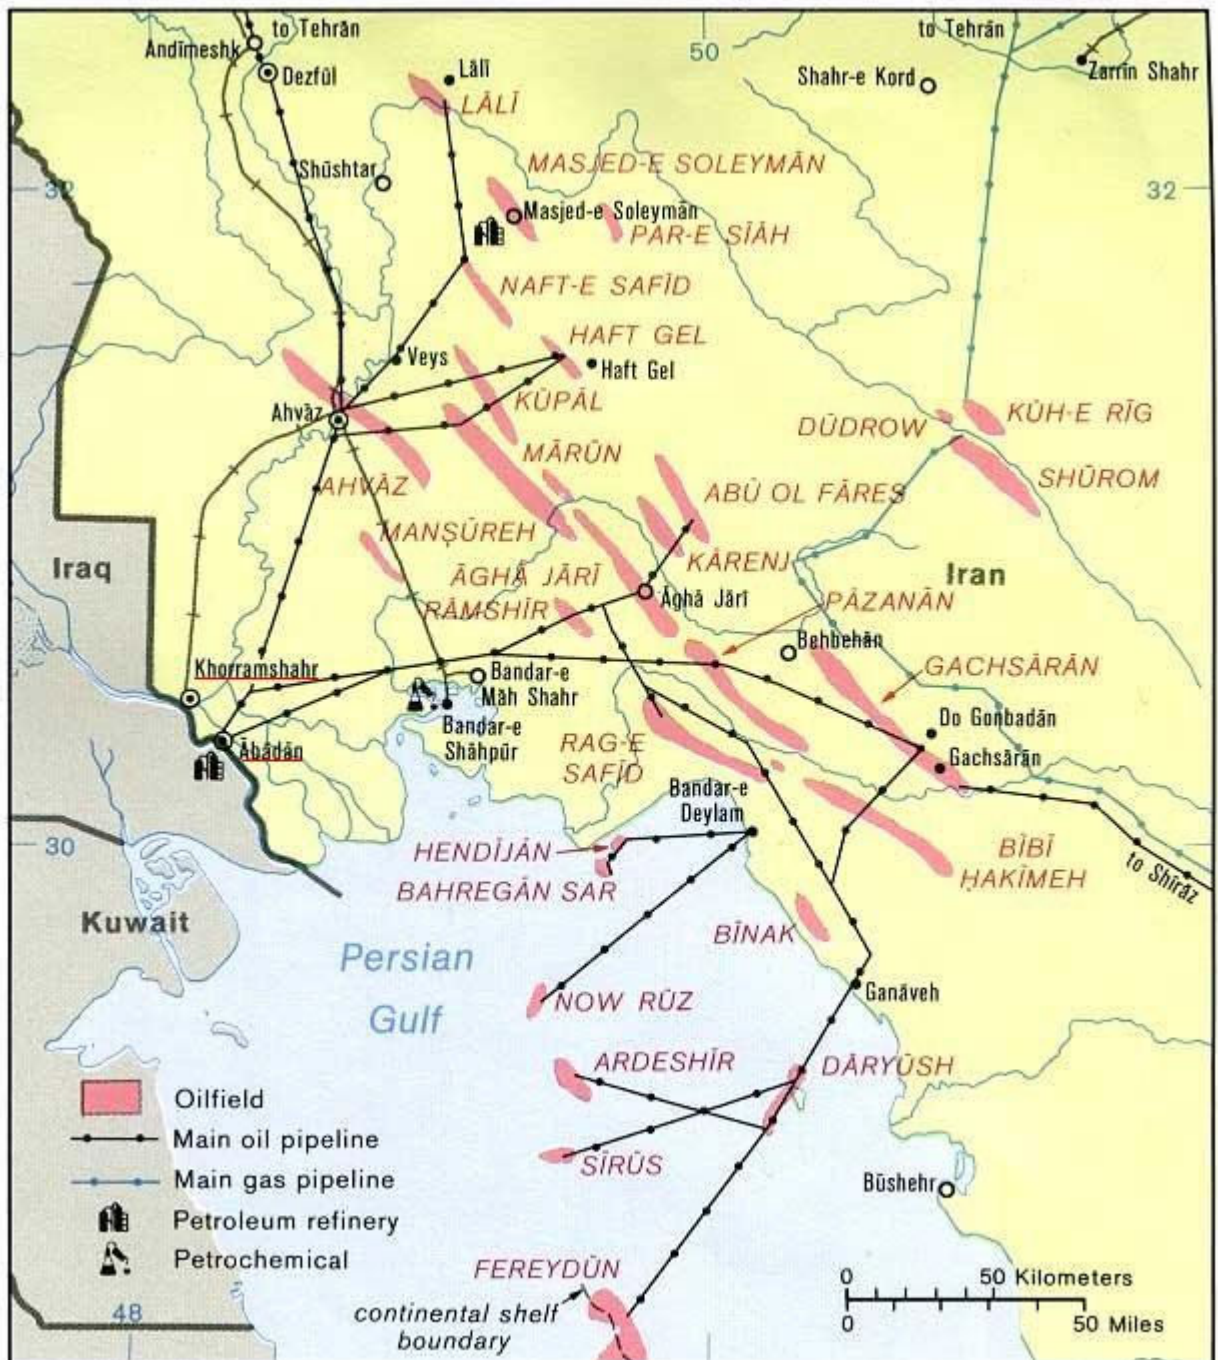 to Tehrān
50
to Tehrān
Andīmeshk
Dezfūl
Lālī
LĀLĪ
Shahr-e Kord
Zarrīn Shahr
MASJED-E SOLEYMĀN
Shūshtar
32
32
Masjed-e Soleymān
PAR-E SĪĀH
NAFT-E SAFĪD
HAFT GEL
Veys
Haft Gel
KŪPĀL
Ahvāz
DŪDROW
KŪH-E RĪG
MĀRŪN
SHŪROM
AHVĀZ
ABŪ OL FĀRES
MANṢŪREH
KĀRENJ
Iraq
ĀGHĀ JĀRĪ
Iran
RĀMSHĪR
Āghā Jārī
PĀZANĀN
Behbehān
GACHSĀRĀN
Khorramshahr
Bandar-e
Māh Shahr
Do Gonbadān
Bandar-e
Shāhpūr
RAG-E
SAFĪD
Ābādān
Gachsārān
Bandar-e
Deylam
30
HENDĪJĀN
BĪBĪ
ḤAKĪMEH
to Shīrāz
BAHREGĀN SAR
Kuwait
BĪNAK
Persian
Gulf
NOW RŪZ
Ganāveh
ARDESHĪR
DĀRYŪSH
Oilfield
Main oil pipeline
SĪRŪS
Main gas pipeline
Būshehr
Petroleum refinery
Petrochemical
FEREYDŪN
0 50 Kilometers
continental shelf
boundary
48
0 50 Miles